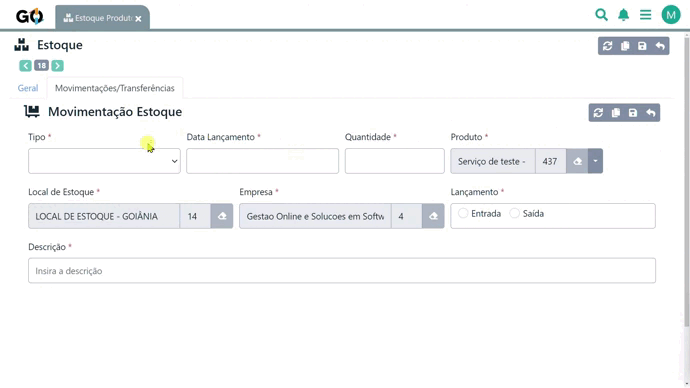 GO Estoque Produto × M
Estoque
18
Geral Movimentações/Transferências
Movimentação Estoque
Tipo * Data Lançamento * Quantidade * Produto *
Serviço de teste - 437
Local de Estoque * Empresa * Lançamento *
LOCAL DE ESTOQUE - GOIÂNIA 14 Gestao Online e Solucoes em Softw 4 Entrada Saída
Descrição *
Insira a descrição